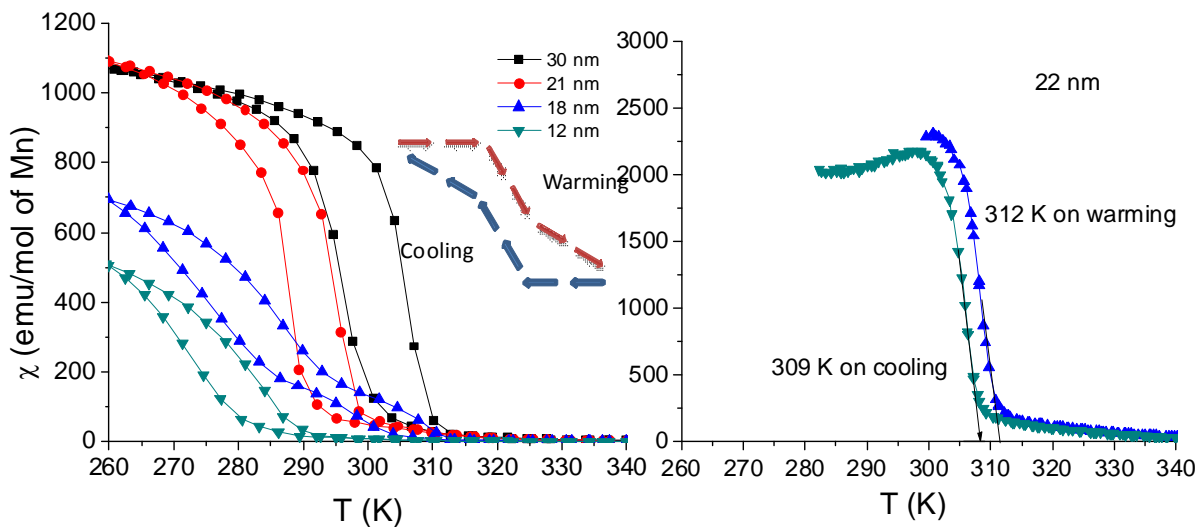 1200
1000
800
600
400
200
0
260 270 280 290 300 310 320 330 340
χ (emu/mol of Mn)
T (K)
30 nm
21 nm
18 nm
12 nm
Warming
Cooling
3000
2500
2000
1500
1000
500
0
260 270 280 290 300 310 320 330 340
T (K)
22 nm
312 K on warming
309 K on cooling